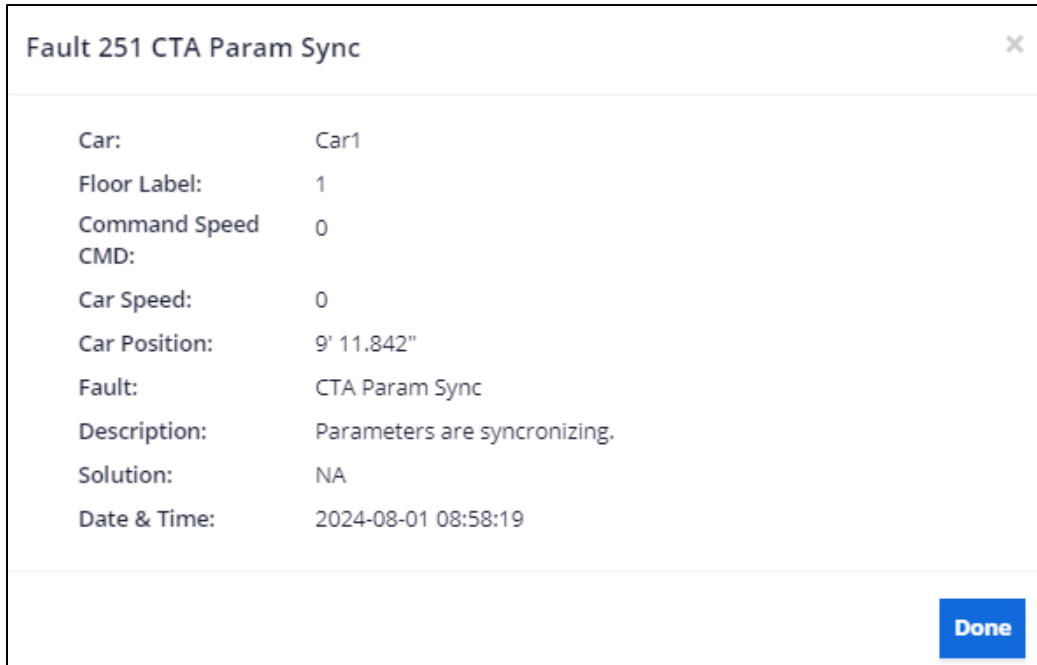 Fault 251 CTA Param Sync ×
Car: Car1
Floor Label: 1
Command Speed 0
CMD:
Car Speed: 0
Car Position: 9' 11.842"
Fault: CTA Param Sync
Description: Parameters are syncronizing.
Solution: NA
Date & Time: 2024-08-01 08:58:19
Done